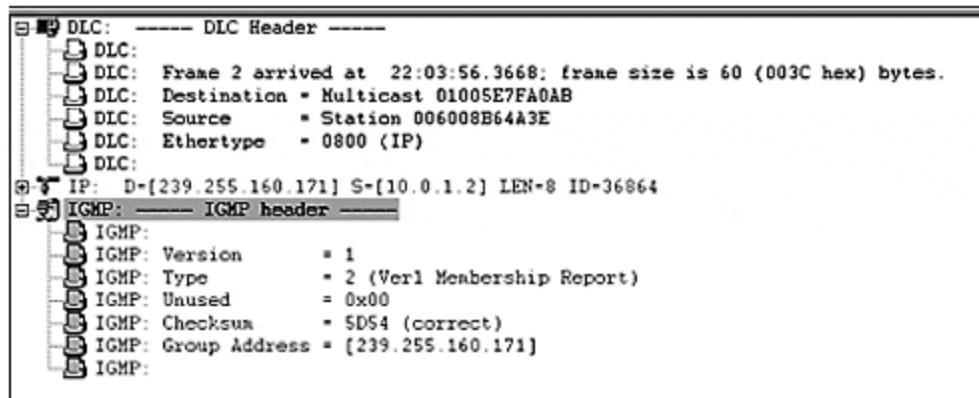 DLC: ----- DLC Header -----
DLC:
DLC: Frame 2 arrived at 22:03:56.3668; frame size is 60 (003C hex) bytes.
DLC: Destination = Multicast 01005E7FA0AB
DLC: Source = Station 006008B64A3E
DLC: Ethertype = 0800 (IP)
DLC:
IP: D=[239.255.160.171] S=[10.0.1.2] LEN=8 ID=36864
IGMP: ----- IGMP header -----
IGMP:
IGMP: Version = 1
IGMP: Type = 2 (Ver1 Membership Report)
IGMP: Unused = 0x00
IGMP: Checksum = 5D54 (correct)
IGMP: Group Address = [239.255.160.171]
IGMP: